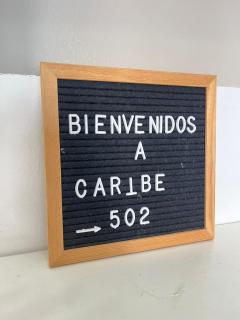 BIENVENIDOS
A
CARIBE
→ 502